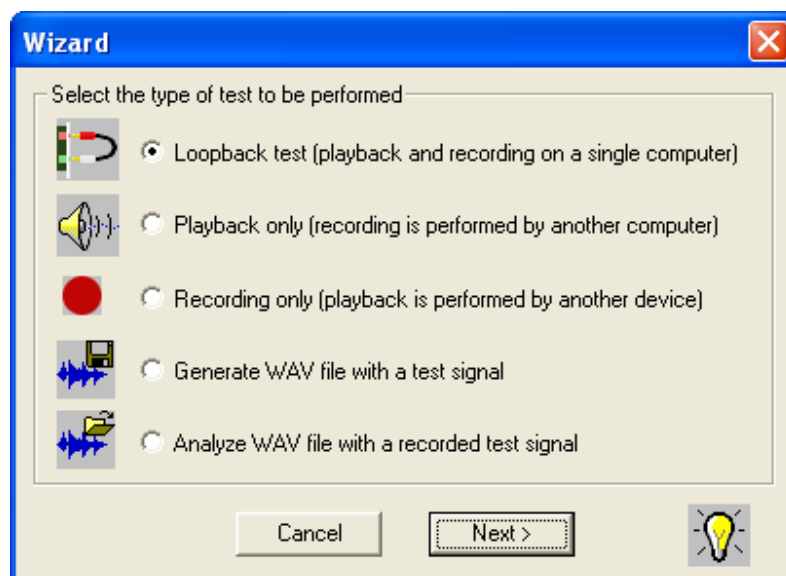 Wizard
Select the type of test to be performed
Loopback test (playback and recording on a single computer)
Playback only (recording is performed by another computer)
Recording only (playback is performed by another device)
Generate WAV file with a test signal
Analyze WAV file with a recorded test signal
Cancel
Next >